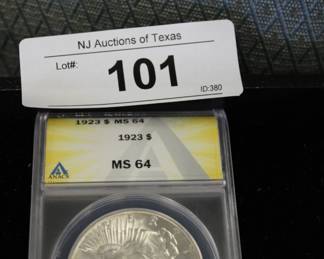 NJ Auctions of Texas
Lot#:
101
ID:380
1923 $ MS 64
1923 $
MS 64
ANACS